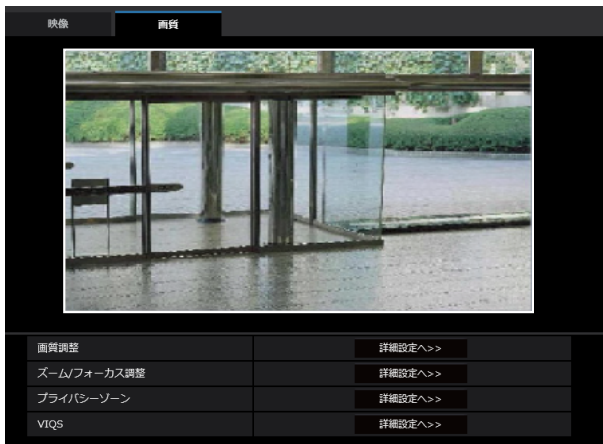 映像 画質
画質調整 詳細設定へ>>
ズーム/フォーカス調整 詳細設定へ>>
プライバシーゾーン 詳細設定へ>>
VIQS 詳細設定へ>>